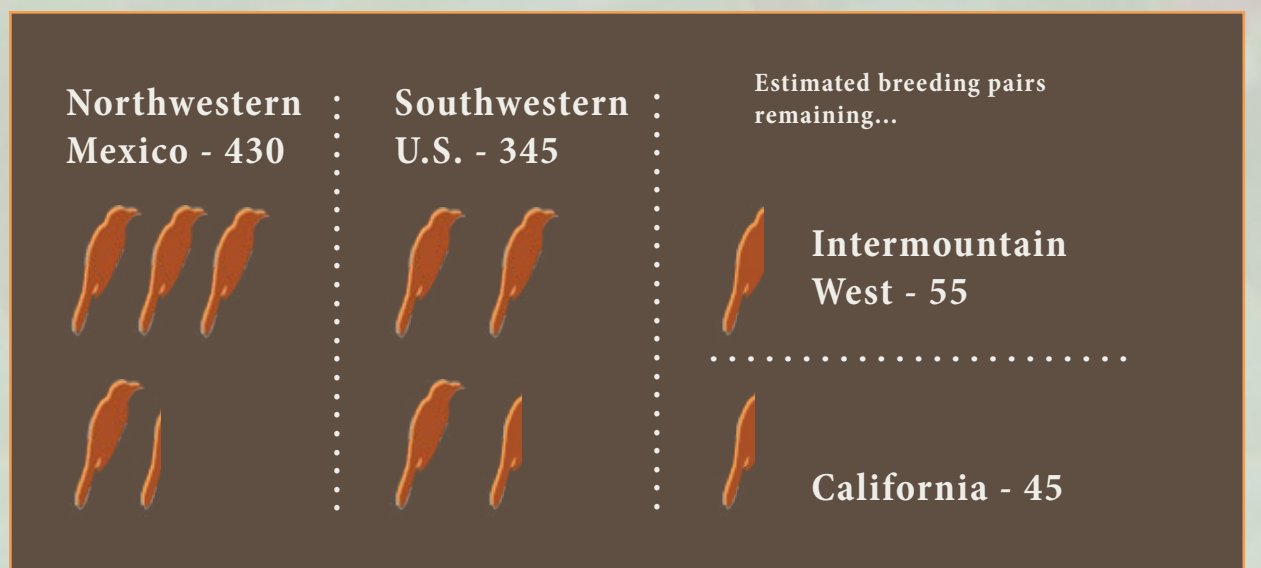 Northwestern
Mexico - 430
Southwestern
U.S. - 345
Estimated breeding pairs
remaining...
Intermountain
West - 55
California - 45